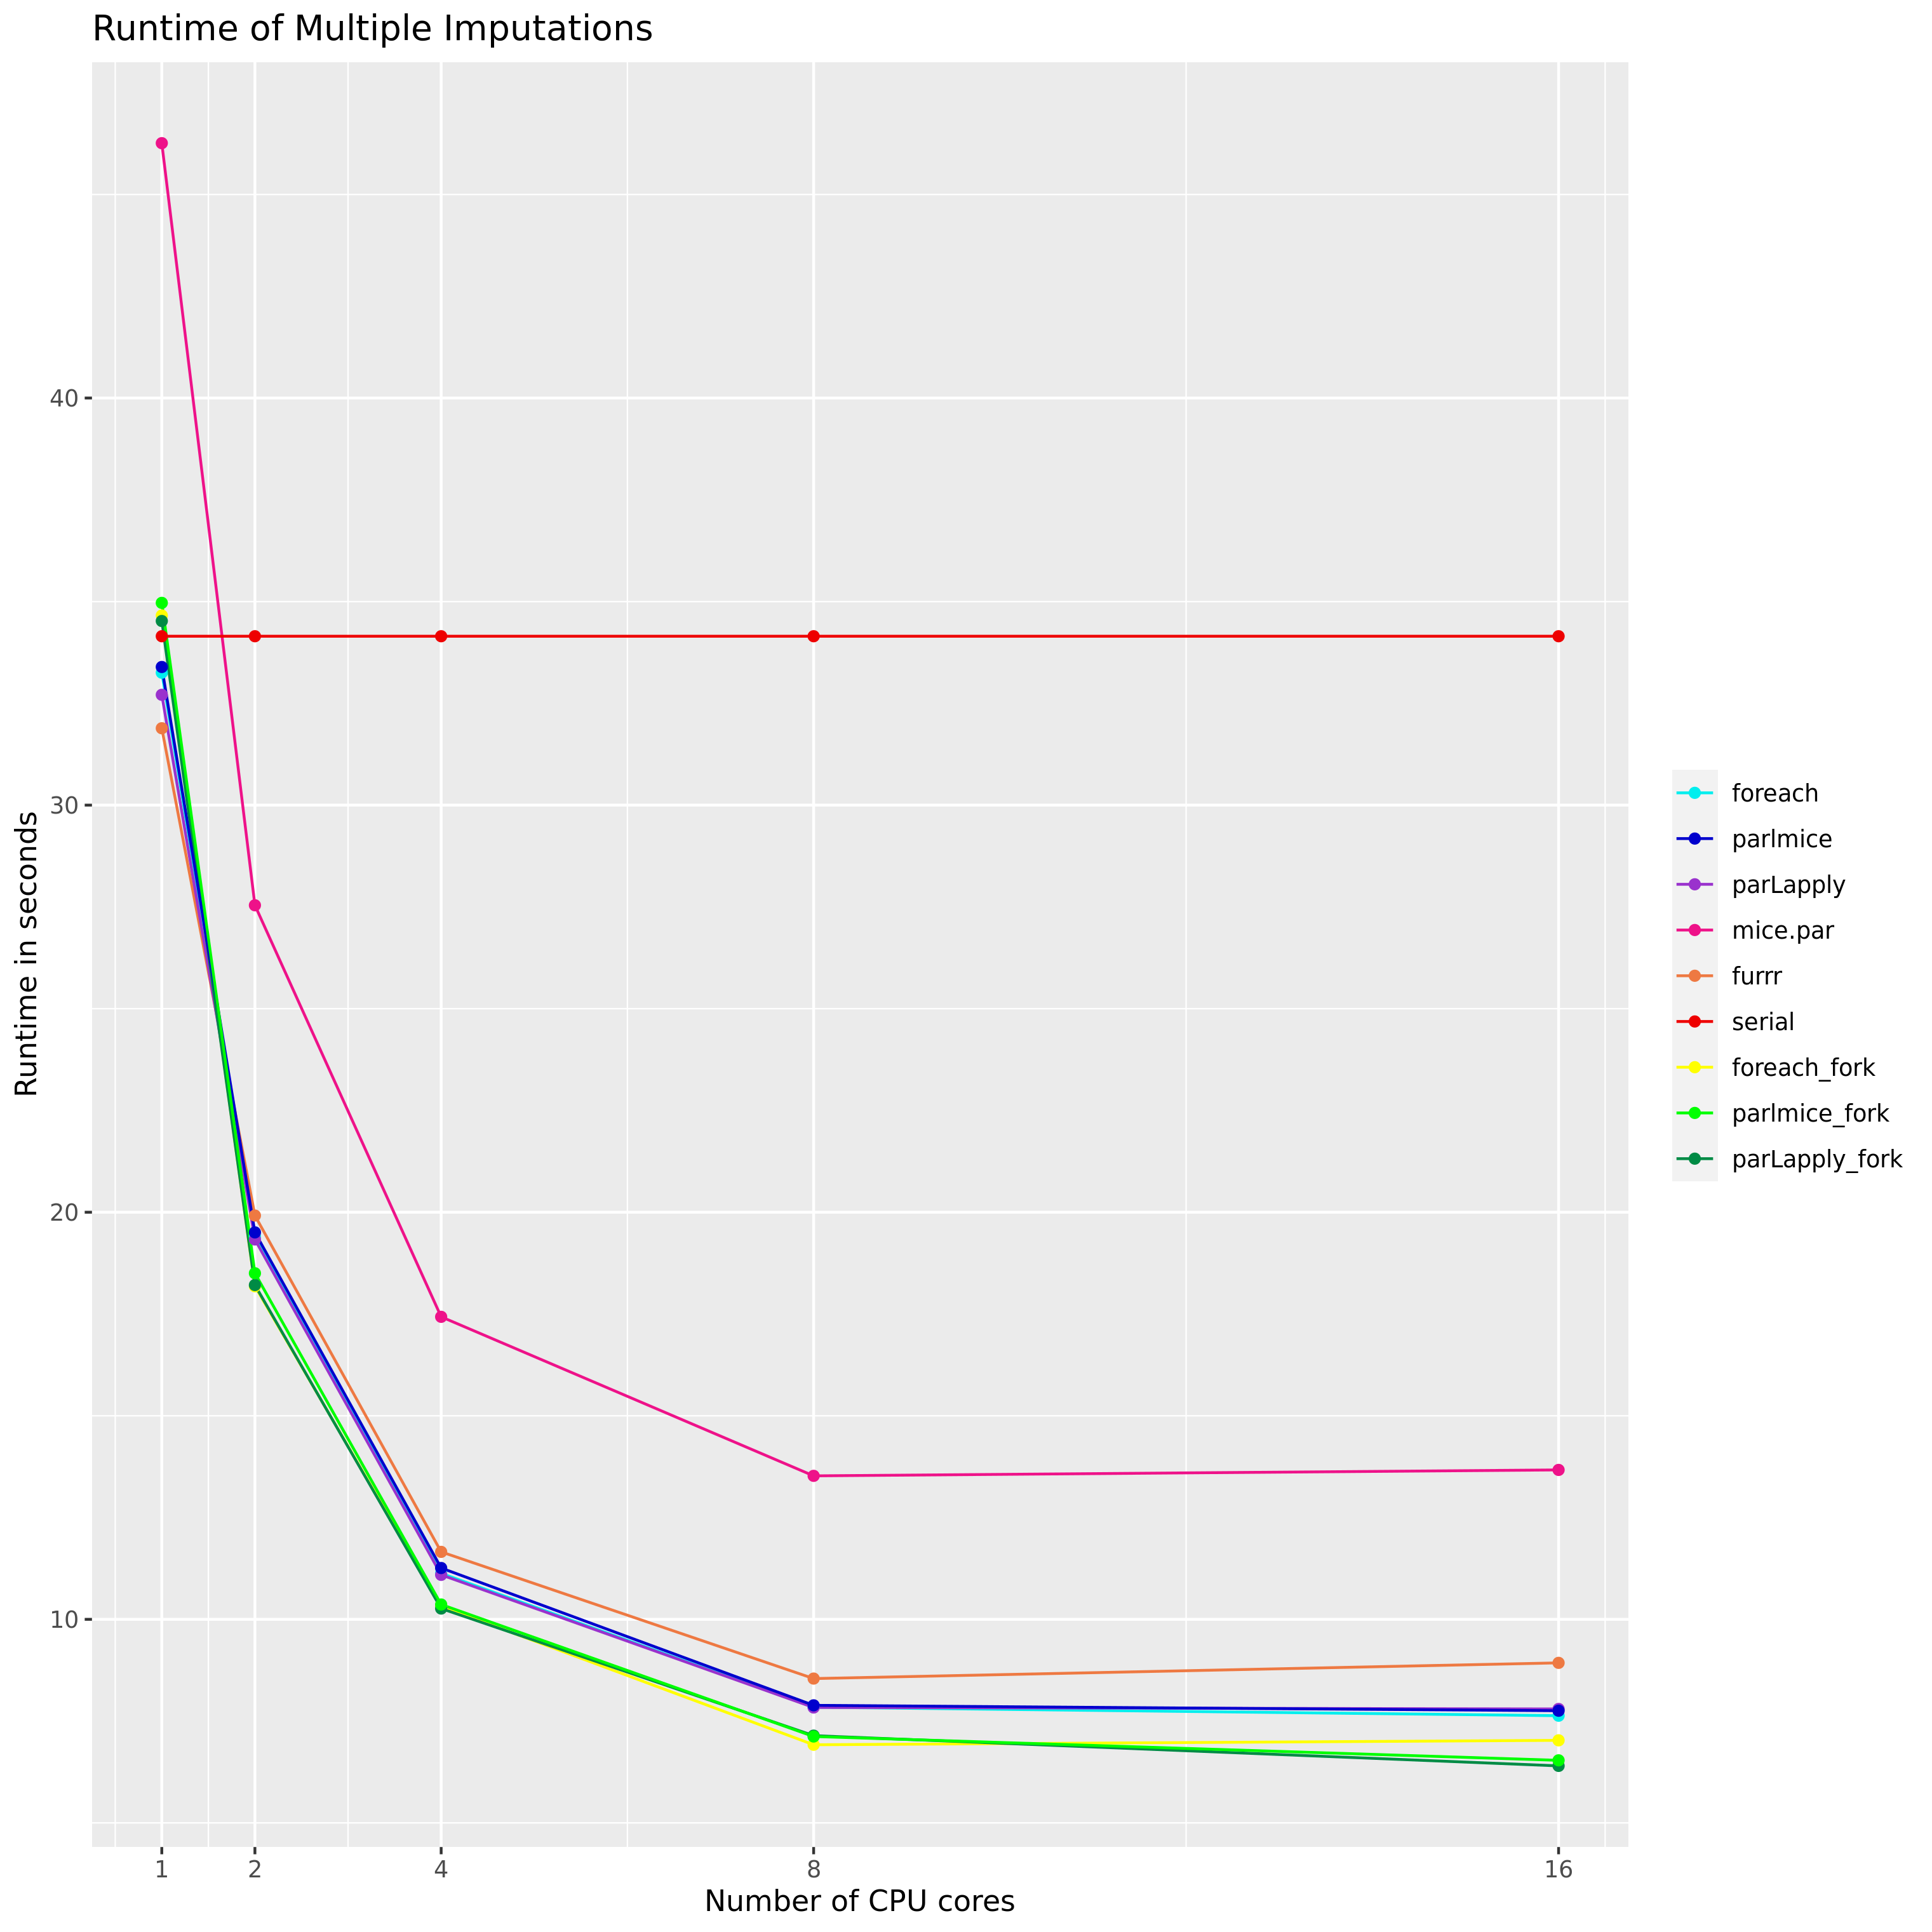 Runtime of Multiple Imputations
40
30
20
10
Runtime in seconds
1 2 4 8 16
Number of CPU cores
foreach
parlmice
parLapply
mice.par
furrr
serial
foreach_fork
parlmice_fork
parLapply_fork